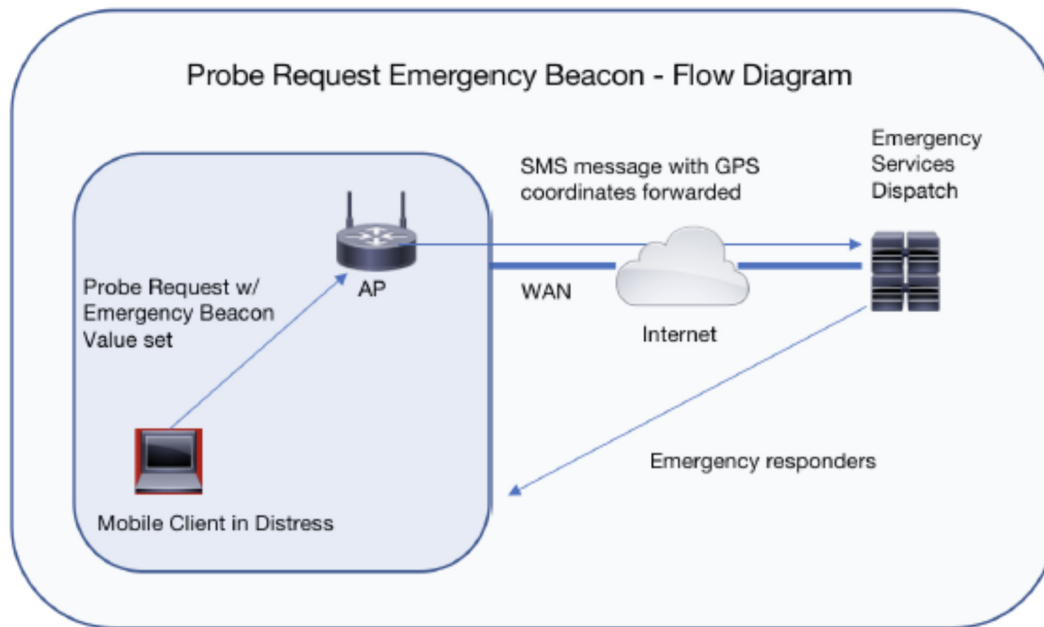 Probe Request Emergency Beacon - Flow Diagram
Emergency
Services
Dispatch
SMS message with GPS
coordinates forwarded
Probe Request w/
Emergency Beacon
Value set
AP
WAN
Internet
Emergency responders
Mobile Client in Distress